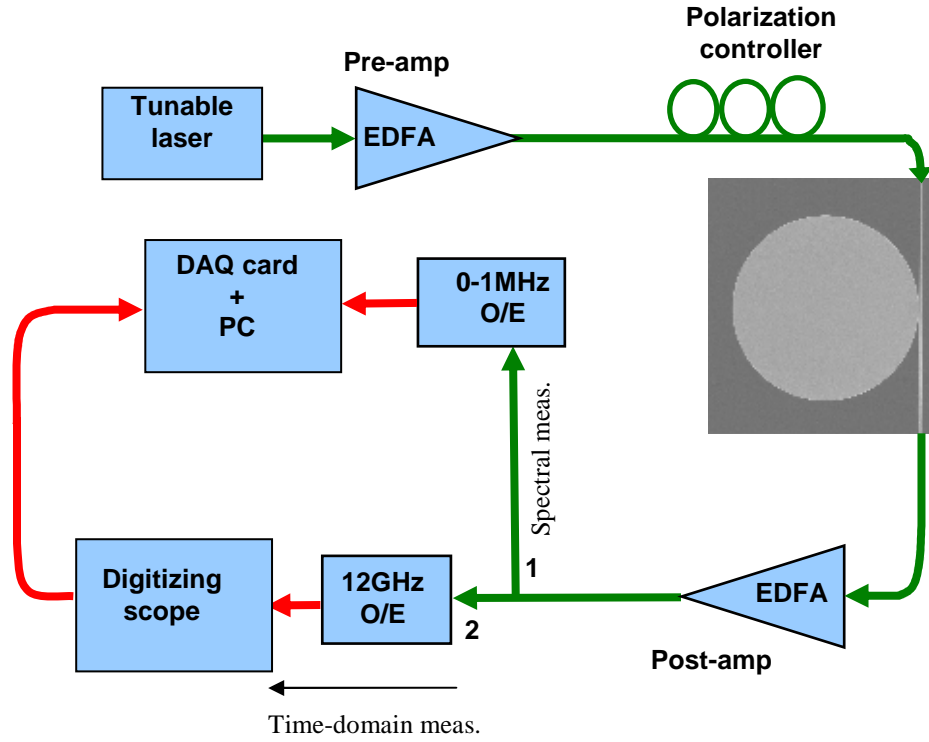 Polarization
controller
Pre-amp
Tunable
laser
EDFA
DAQ card
+
PC
0-1MHz
O/E
Spectral meas.
1
Digitizing
scope
12GHz
O/E
2
EDFA
Post-amp
Time-domain meas.